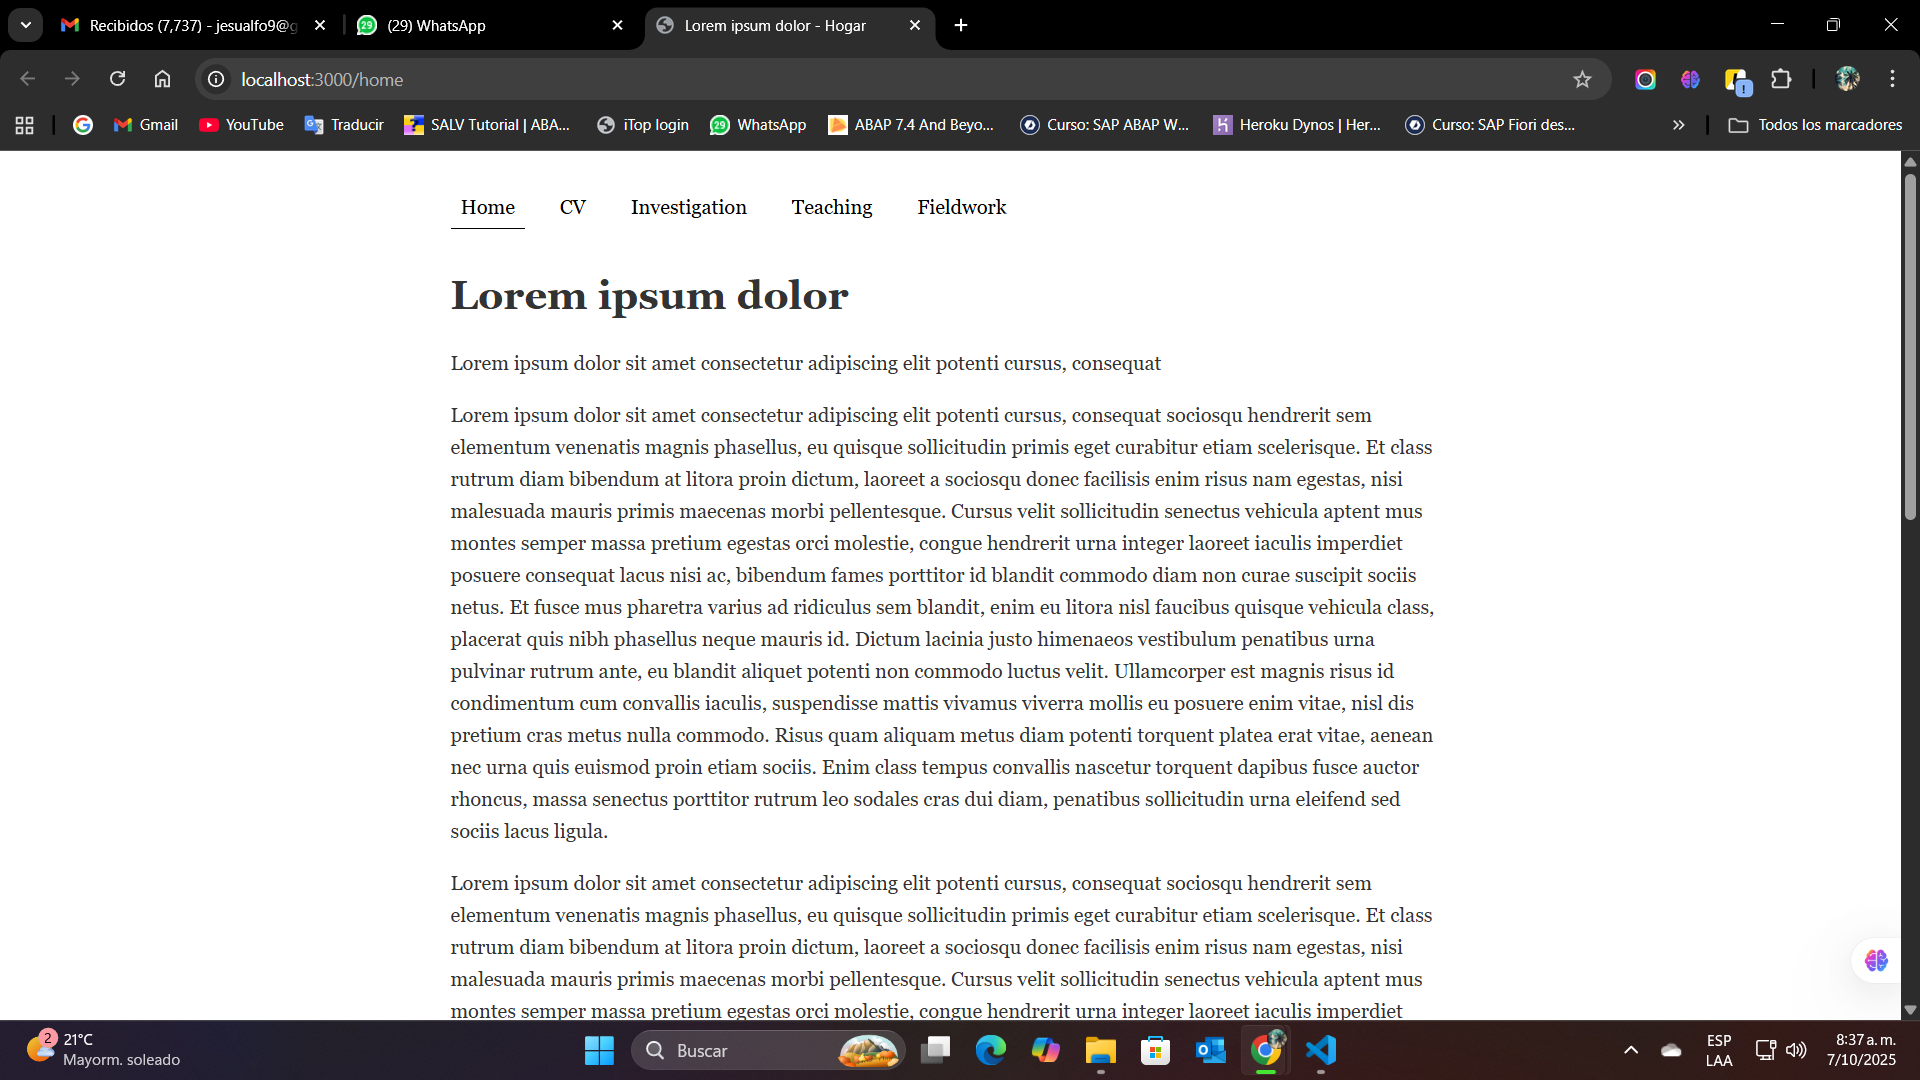 Recibidos (7,737) - jesualfo9@g
(29) WhatsApp
Lorem ipsum dolor - Hogar
localhost:3000/home
Gmail
YouTube
Traducir
SALV Tutorial | ABA...
iTop login
WhatsApp
ABAP 7.4 And Beyo...
Curso: SAP ABAP W...
Heroku Dynos | Her...
Curso: SAP Fiori des...
Todos los marcadores
Home CV Investigation Teaching Fieldwork
Lorem ipsum dolor
Lorem ipsum dolor sit amet consectetur adipiscing elit potenti cursus, consequat
Lorem ipsum dolor sit amet consectetur adipiscing elit potenti cursus, consequat sociosqu hendrerit sem
elementum venenatis magnis phasellus, eu quisque sollicitudin primis eget curabitur etiam scelerisque. Et class
rutrum diam bibendum at litora proin dictum, laoreet a sociosqu donec facilisis enim risus nam egestas, nisi
malesuada mauris primis maecenas morbi pellentesque. Cursus velit sollicitudin senectus vehicula aptent mus
montes semper massa pretium egestas orci molestie, congue hendrerit urna integer laoreet iaculis imperdiet
posuere consequat lacus nisi ac, bibendum fames porttitor id blandit commodo diam non curae suscipit sociis
netus. Et fusce mus pharetra varius ad ridiculus sem blandit, enim eu litora nisl faucibus quisque vehicula class,
placerat quis nibh phasellus neque mauris id. Dictum lacinia justo himenaeos vestibulum penatibus urna
pulvinar rutrum ante, eu blandit aliquet potenti non commodo luctus velit. Ullamcorper est magnis risus id
condimentum cum convallis iaculis, suspendisse mattis vivamus viverra mollis eu posuere enim vitae, nisl dis
pretium cras metus nulla commodo. Risus quam aliquam metus diam potenti torquent platea erat vitae, aenean
nec urna quis euismod proin etiam sociis. Enim class tempus convallis nascetur torquent dapibus fusce auctor
rhoncus, massa senectus porttitor rutrum leo sodales cras dui diam, penatibus sollicitudin urna eleifend sed
sociis lacus ligula.
Lorem ipsum dolor sit amet consectetur adipiscing elit potenti cursus, consequat sociosqu hendrerit sem
elementum venenatis magnis phasellus, eu quisque sollicitudin primis eget curabitur etiam scelerisque. Et class
rutrum diam bibendum at litora proin dictum, laoreet a sociosqu donec facilisis enim risus nam egestas, nisi
malesuada mauris primis maecenas morbi pellentesque. Cursus velit sollicitudin senectus vehicula aptent mus
montes semper massa pretium egestas orci molestie, congue hendrerit urna integer laoreet iaculis imperdiet
2
21°C
Mayorm. soleado
Buscar
ESP
LAA
8:37 a. m.
7/10/2025